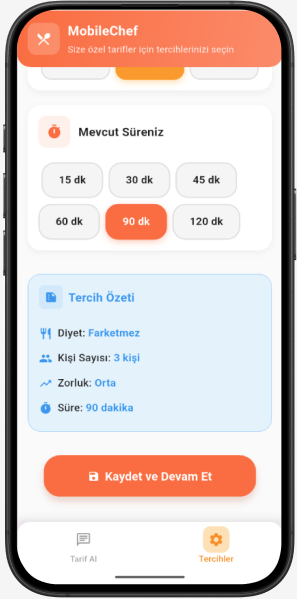 MobileChef
Size özel tarifler için tercihlerinizi seçin
Mevcut Süreniz
15 dk
30 dk
45 dk
60 dk
90 dk
120 dk
Tercih Özeti
Diyet: Farketmez
Kişi Sayısı: 3 kişi
Zorluk: Orta
Süre: 90 dakika
Kaydet ve Devam Et
Tarif AI
Tercihler